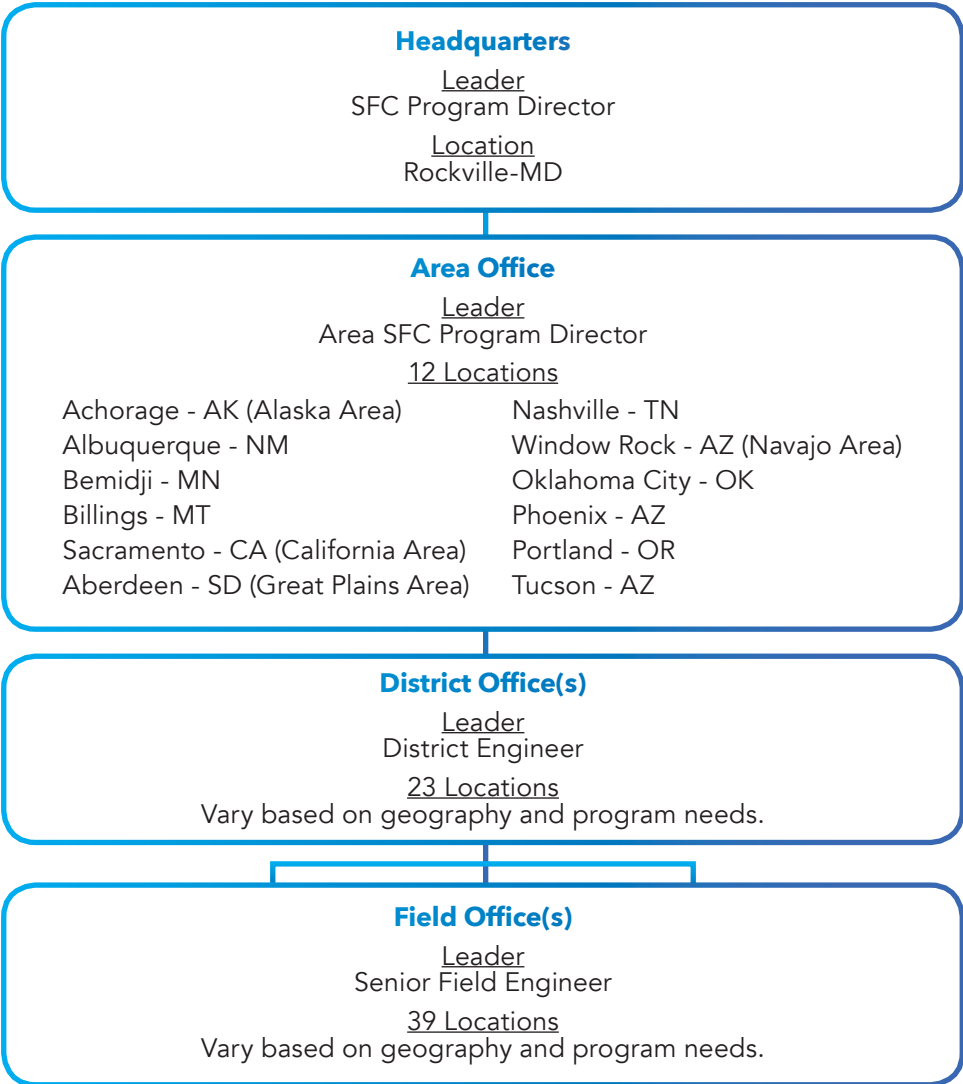 Headquarters
Leader
SFC Program Director
Location
Rockville-MD
Area Office
Leader
Area SFC Program Director
12 Locations
Achorage - AK (Alaska Area)
Albuquerque - NM
Bemidji - MN
Billings - MT
Sacramento - CA (California Area)
Aberdeen - SD (Great Plains Area)
Nashville - TN
Window Rock - AZ (Navajo Area)
Oklahoma City - OK
Phoenix - AZ
Portland - OR
Tucson - AZ
District Office(s)
Leader
District Engineer
23 Locations
Vary based on geography and program needs.
Field Office(s)
Leader
Senior Field Engineer
39 Locations
Vary based on geography and program needs.